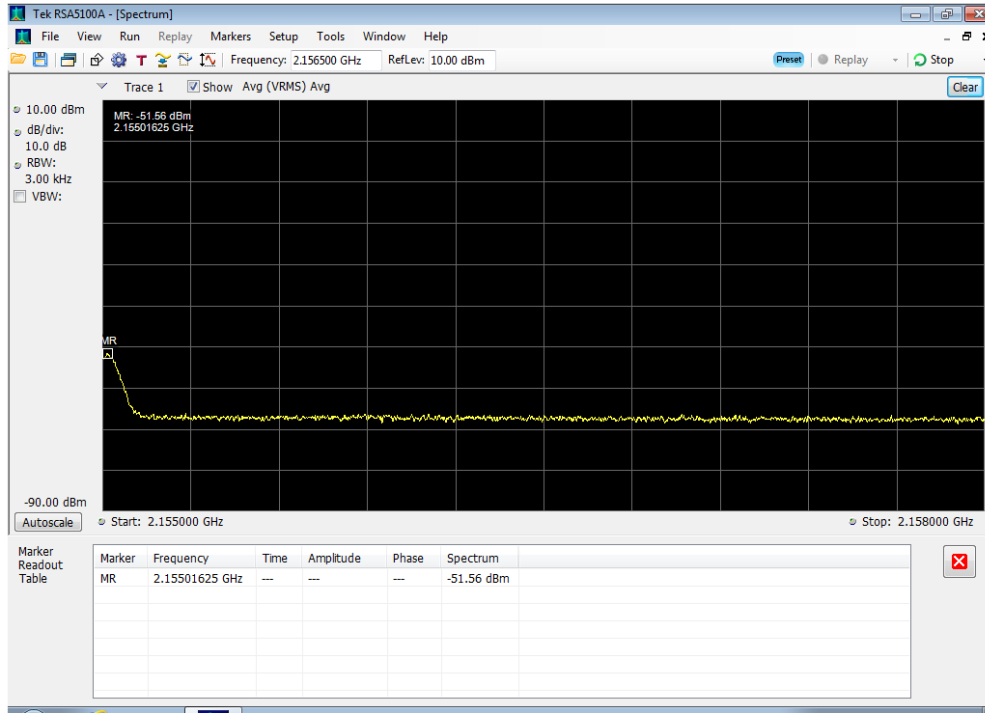 Tek RSA5100A - [Spectrum]
File View Run Replay Markers Setup Tools Window Help
T Frequency: 2.156500 GHz RefLev: 10.00 dBm Preset Replay Stop
Trace 1 Show Avg (VRMS) Avg Clear
10.00 dBm
dB/div:
10.0 dB
RBW:
3.00 kHz
VBW:
MR: -51.56 dBm
2.15501625 GHz
MR
-90.00 dBm
Autoscale Start: 2.155000 GHz Stop: 2.158000 GHz
Marker
Readout
Table
Marker Frequency Time Amplitude Phase Spectrum
MR 2.15501625 GHz --- --- --- -51.56 dBm